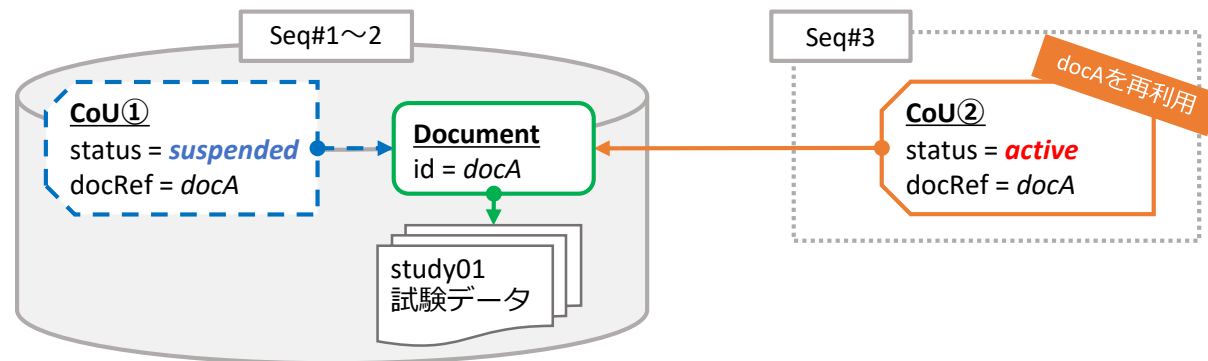 Seq#1～2
CoU①
status = suspended
docRef = docA
Document
id = docA
study01
試験データ
Seq#3
docAを再利用
CoU②
status = active
docRef = docA